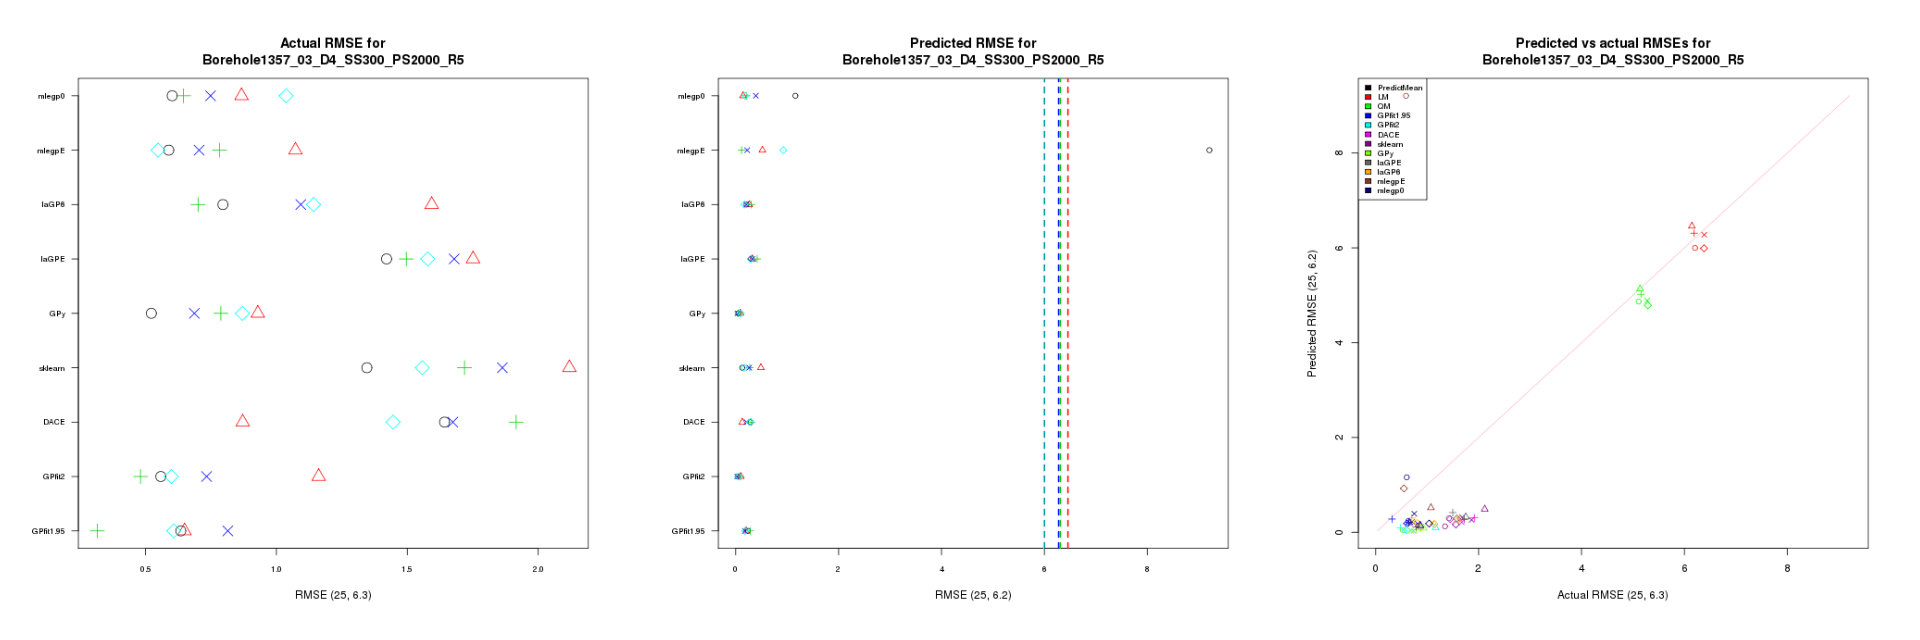 Actual RMSE for
Borehole1357_03_D4_SS300_PS2000_R5
mlegp0
mlegpE
laGP6
laGPE
GPy
sklearn
DACE
GPfit2
GPfit1.95
0.5 1.0 1.5 2.0
RMSE (25, 6.3)
Predicted RMSE for
Borehole1357_03_D4_SS300_PS2000_R5
mlegp0
mlegpE
laGP6
laGPE
GPy
sklearn
DACE
GPfit2
GPfit1.95
0 2 4 6 8
RMSE (25, 6.2)
Predicted vs actual RMSEs for
Borehole1357_03_D4_SS300_PS2000_R5
PredictMean
LM
QM
GPfit1.95
GPfit2
DACE
sklearn
GPy
laGPE
laGP6
mlegpE
mlegp0
Predicted RMSE (25, 6.2)
8
6
4
2
0
0 2 4 6 8
Actual RMSE (25, 6.3)